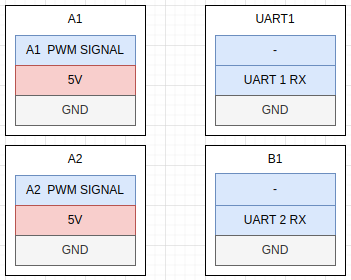 A1
A1 PWM SIGNAL
5V
GND
UART1
-
UART 1 RX
GND
A2
A2 PWM SIGNAL
5V
GND
B1
-
UART 2 RX
GND